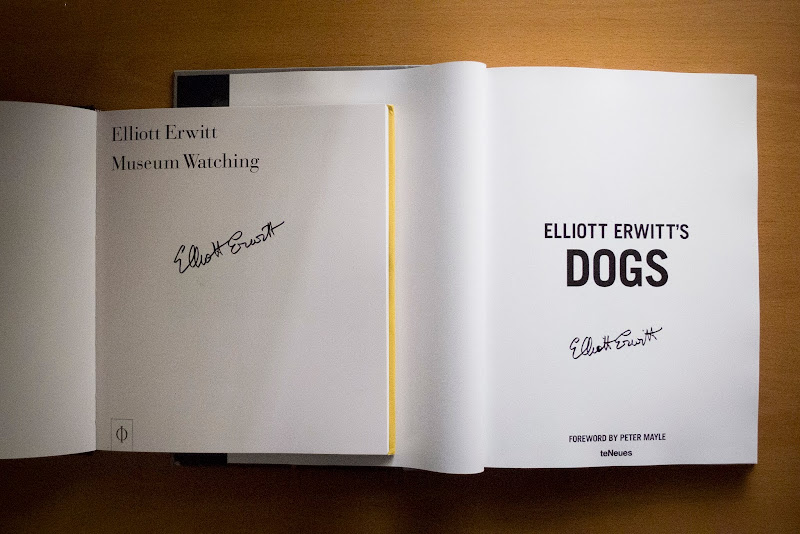 Elliott Erwitt
Museum Watching
Elliott Erwitt
ELLIOTT ERWITT'S
DOGS
Elliott Erwitt
FOREWORD BY PETER MAYLE
teNeues